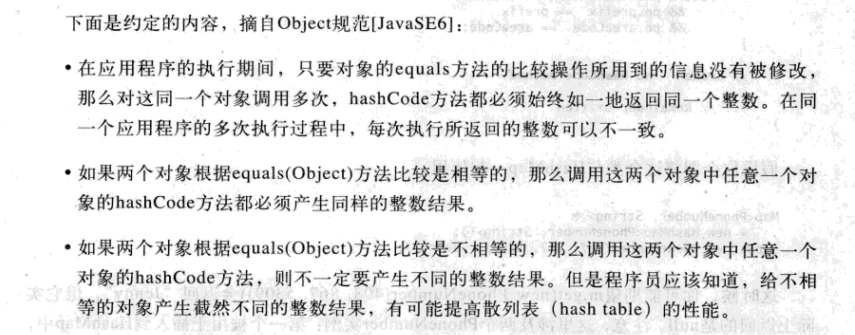 下面是约定的内容，摘自Object规范[JavaSE6]：
• 在应用程序的执行期间，只要对象的equals方法的比较操作所用到的信息没有被修改，
那么对这同一个对象调用多次，hashCode方法都必须始终如一地返回同一个整数。在同
一个应用程序的多次执行过程中，每次执行所返回的整数可以不一致。
• 如果两个对象根据equals(Object)方法比较是相等的，那么调用这两个对象中任意一个对
象的hashCode方法都必须产生同样的整数结果。
• 如果两个对象根据equals(Object)方法比较是不相等的，那么调用这两个对象中任意一个
对象的hashCode方法，则不一定要产生不同的整数结果。但是程序员应该知道，给不相
等的对象产生截然不同的整数结果，有可能提高散列表（hash table）的性能。